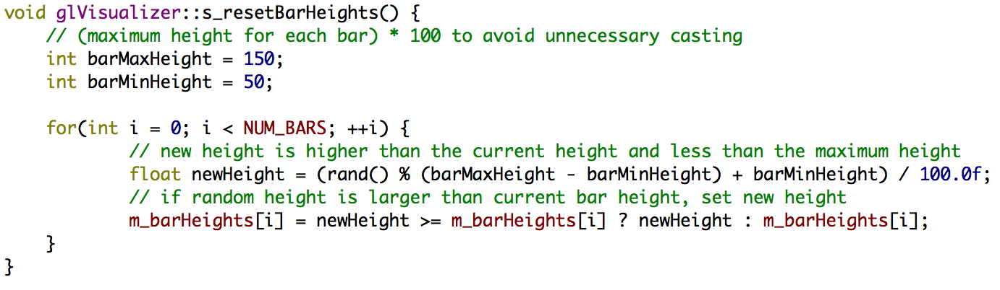 void glVisualizer::s_resetBarHeights() {
    // (maximum height for each bar) * 100 to avoid unnecessary casting
    int barMaxHeight = 150;
    int barMinHeight = 50;

    for(int i = 0; i < NUM_BARS; ++i) {
            // new height is higher than the current height and less than the maximum height
            float newHeight = (rand() % (barMaxHeight - barMinHeight) + barMinHeight) / 100.0f;
            // if random height is larger than current bar height, set new height
            m_barHeights[i] = newHeight >= m_barHeights[i] ? newHeight : m_barHeights[i];
    }
}